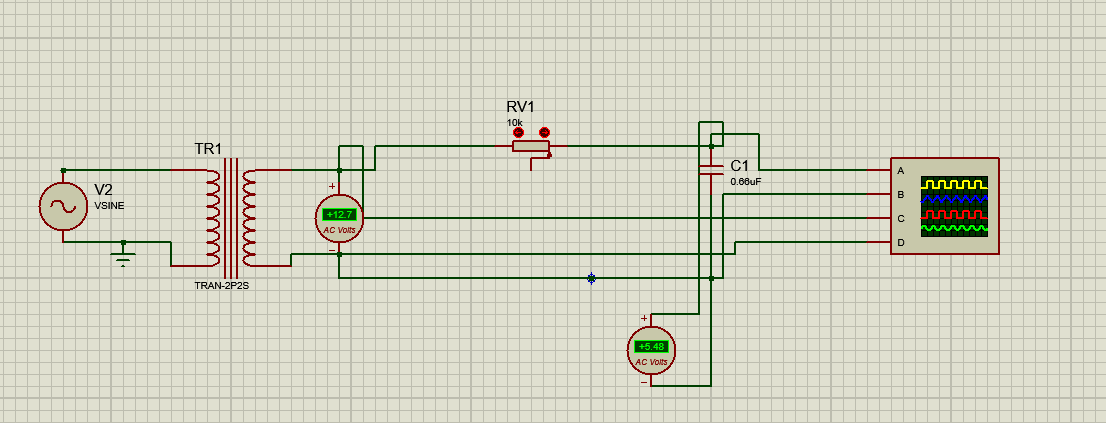 RV1
10k
TR1
V2
VSINE
+
+12.7
AC Volts
−
C1
0.66uF
A
B
C
D
TRAN-2P2S
+
+5.48
AC Volts
−